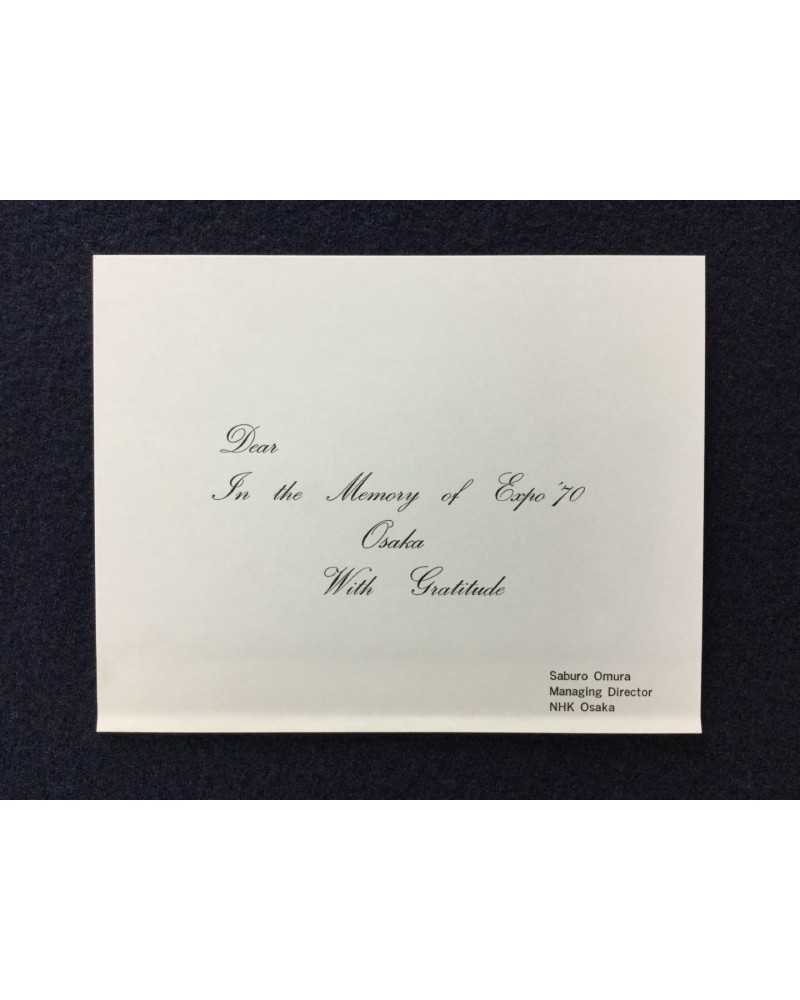 Dear
In the Memory of Expo '70
Osaka
With Gratitude
Saburo Omura
Managing Director
NHK Osaka